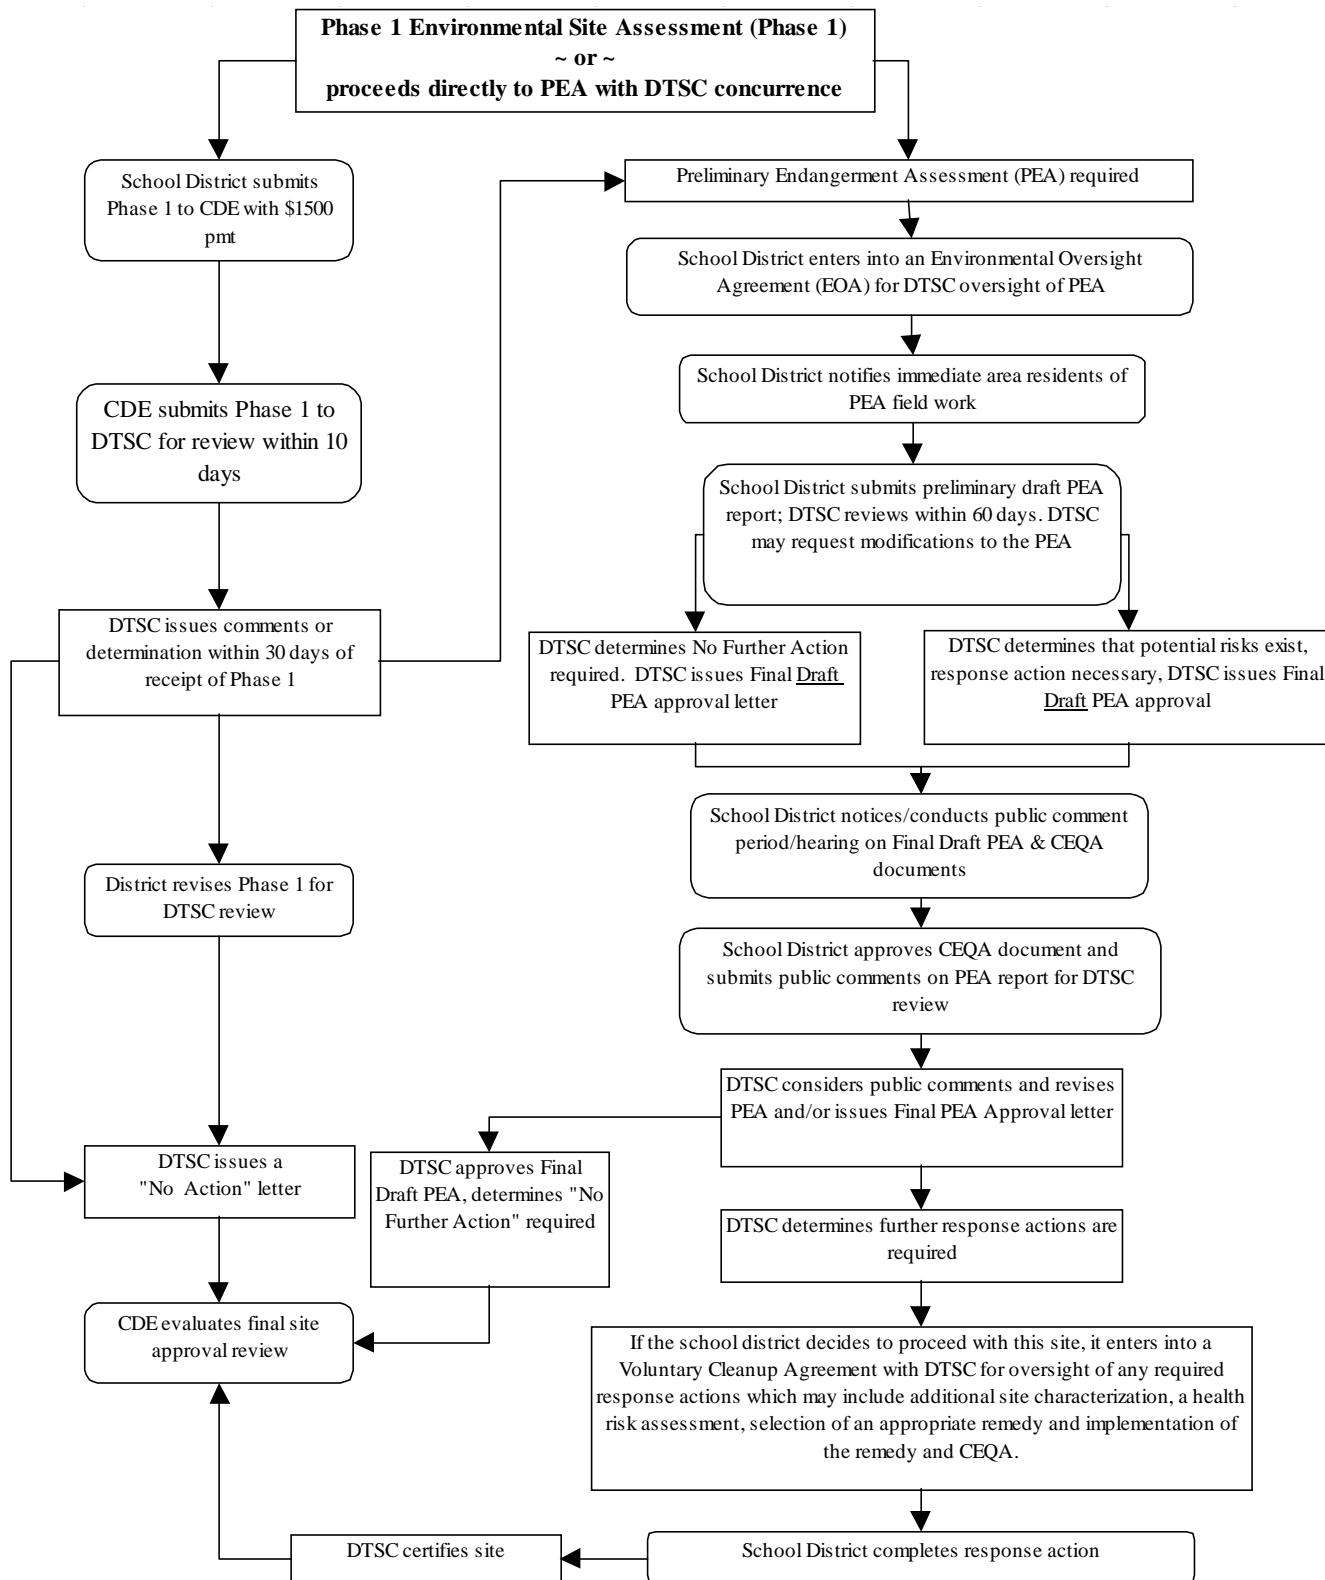 Phase 1 Environmental Site Assessment (Phase 1)
~ or ~
proceeds directly to PEA with DTSC concurrence
School District submits
Phase 1 to CDE with $1500
pmt
Preliminary Endangerment Assessment (PEA) required
School District enters into an Environmental Oversight
Agreement (EOA) for DTSC oversight of PEA
School District notifies immediate area residents of
PEA field work
CDE submits Phase 1 to
DTSC for review within 10
days
School District submits preliminary draft PEA
report; DTSC reviews within 60 days. DTSC
may request modifications to the PEA
DTSC issues comments or
determination within 30 days of
receipt of Phase 1
DTSC determines No Further Action
required. DTSC issues Final Draft
PEA approval letter
DTSC determines that potential risks exist,
response action necessary, DTSC issues Final
Draft PEA approval
School District notices/conducts public comment
period/hearing on Final Draft PEA & CEQA
documents
District revises Phase 1 for
DTSC review
School District approves CEQA document and
submits public comments on PEA report for DTSC
review
DTSC considers public comments and revises
PEA and/or issues Final PEA Approval letter
DTSC issues a
"No Action" letter
DTSC approves Final
Draft PEA, determines "No
Further Action" required
DTSC determines further response actions are
required
CDE evaluates final site
approval review
If the school district decides to proceed with this site, it enters into a
Voluntary Cleanup Agreement with DTSC for oversight of any required
response actions which may include additional site characterization, a health
risk assessment, selection of an appropriate remedy and implementation of
the remedy and CEQA.
DTSC certifies site
School District completes response action